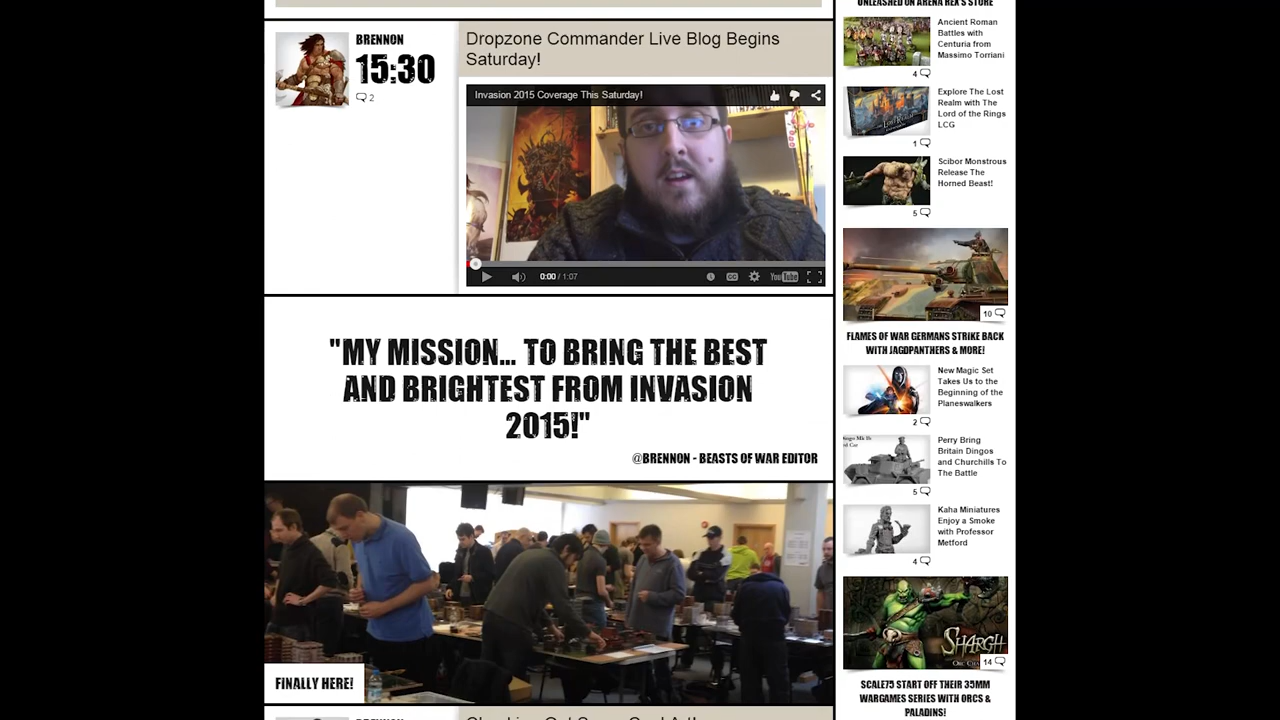 UNLEASHED ON ARENA REX'S STORE
BRENNON
15:30
2
Dropzone Commander Live Blog Begins
Saturday!
Invasion 2015 Coverage This Saturday!
0:00 / 1:07
CC
YouTube
"MY MISSION... TO BRING THE BEST
AND BRIGHTEST FROM INVASION
2015!"
@BRENNON - BEASTS OF WAR EDITOR
FINALLY HERE!
Ancient Roman
Battles with
Centuria from
Massimo Torriani
4
Explore The Lost
Realm with The
Lord of the Rings
LCG
1
Scibor Monstrous
Release The
Horned Beast!
5
10
FLAMES OF WAR GERMANS STRIKE BACK
WITH JAGDPANTHERS & MORE!
New Magic Set
Takes Us to the
Beginning of the
Planeswalkers
2
Perry Bring
Britain Dingos
and Churchills To
The Battle
5
Kaha Miniatures
Enjoy a Smoke
with Professor
Metford
4
SHARGH
14
SCALE75 START OFF THEIR 35MM
WARGAMES SERIES WITH ORCS &
PALADINS!